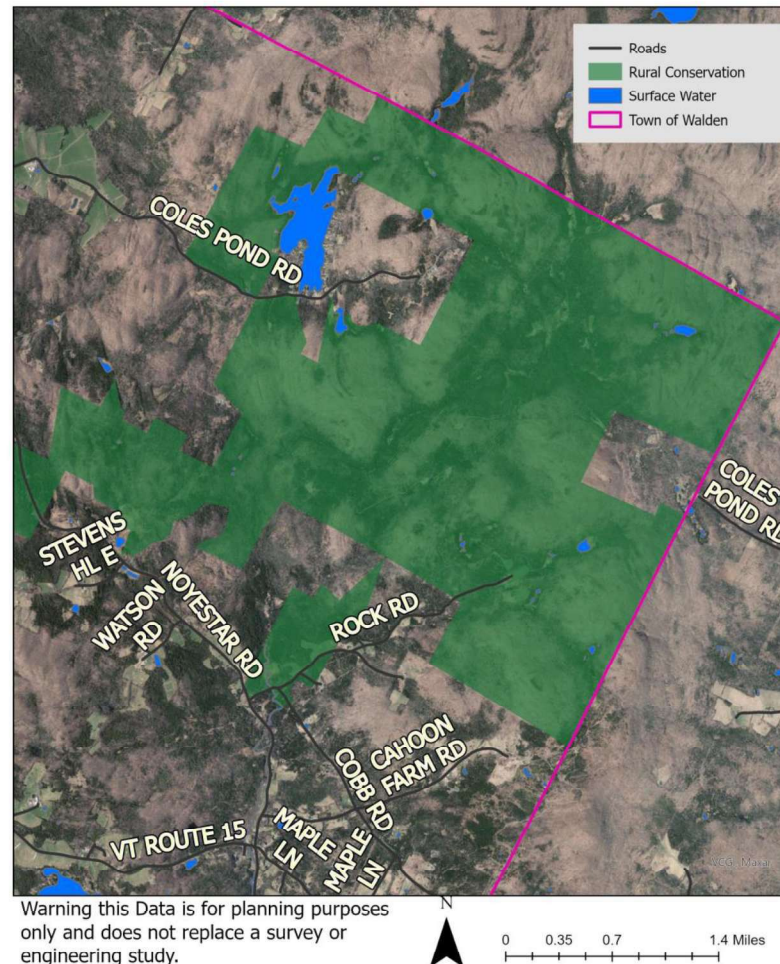 Roads
Rural Conservation
Surface Water
Town of Walden
COLES POND RD
COLES
POND RD
STEVENS
HL E
WATSON
RD
NOYESTAR RD
ROCK RD
CAHOON
FARM RD
COBB RD
MAPLE
LN
MAPLE
LN
VT ROUTE 15
VCGI, Maxar
Warning this Data is for planning purposes
only and does not replace a survey or
engineering study.
N
0 0.35 0.7 1.4 Miles